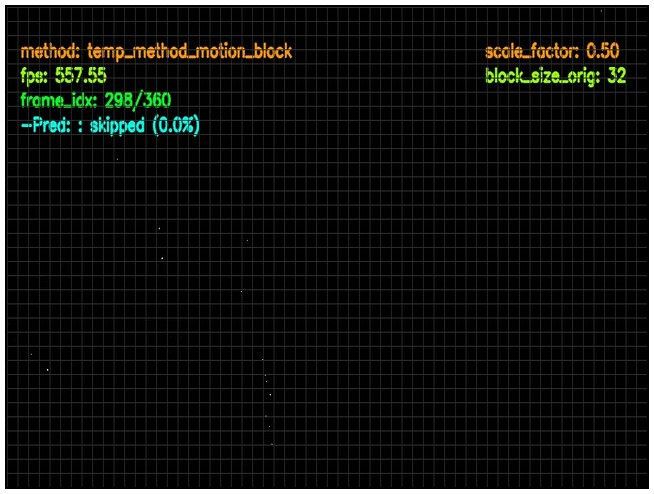 method: temp_method_motion_block
scale_factor: 0.50
fps: 557.55
block_size_orig: 32
frame_idx: 298/360
--Pred: : skipped (0.0%)